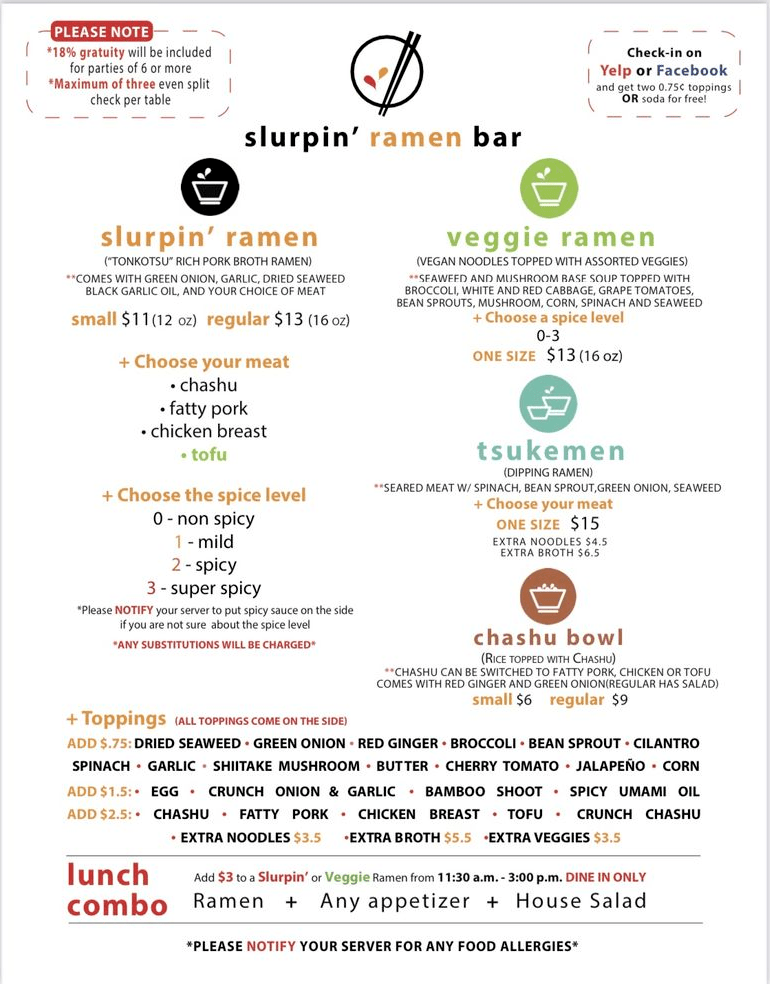 PLEASE NOTE
*18% gratuity will be included
for parties of 6 or more
*Maximum of three even split
check per table
Check-in on
Yelp or Facebook
and get two 0.75¢ toppings
OR soda for free!
slurpin' ramen bar
slurpin' ramen
("TONKOTSU" RICH PORK BROTH RAMEN)
**COMES WITH GREEN ONION, GARLIC, DRIED SEAWEED
BLACK GARLIC OIL, AND YOUR CHOICE OF MEAT
small $11(12 oz) regular $13 (16 oz)
+ Choose your meat
• chashu
• fatty pork
• chicken breast
• tofu
+ Choose the spice level
0 - non spicy
1 - mild
2 - spicy
3 - super spicy
*Please NOTIFY your server to put spicy sauce on the side
if you are not sure about the spice level
*ANY SUBSTITUTIONS WILL BE CHARGED*
veggie ramen
(VEGAN NOODLES TOPPED WITH ASSORTED VEGGIES)
**SEAWEED AND MUSHROOM BASE SOUP TOPPED WITH
BROCCOLI, WHITE AND RED CABBAGE, GRAPE TOMATOES,
BEAN SPROUTS, MUSHROOM, CORN, SPINACH AND SEAWEED
+ Choose a spice level
0-3
ONE SIZE $13 (16 oz)
tsukemen
(DIPPING RAMEN)
**SEARED MEAT W/ SPINACH, BEAN SPROUT,GREEN ONION, SEAWEED
+ Choose your meat
ONE SIZE $15
EXTRA NOODLES $4.5
EXTRA BROTH $6.5
chashu bowl
(RICE TOPPED WITH CHASHU)
**CHASHU CAN BE SWITCHED TO FATTY PORK, CHICKEN OR TOFU
COMES WITH RED GINGER AND GREEN ONION(REGULAR HAS SALAD)
small $6 regular $9
+ Toppings (ALL TOPPINGS COME ON THE SIDE)
ADD $.75: DRIED SEAWEED • GREEN ONION • RED GINGER • BROCCOLI • BEAN SPROUT • CILANTRO
SPINACH • GARLIC • SHIITAKE MUSHROOM • BUTTER • CHERRY TOMATO • JALAPEÑO • CORN
ADD $1.5: • EGG • CRUNCH ONION & GARLIC • BAMBOO SHOOT • SPICY UMAMI OIL
ADD $2.5: • CHASHU • FATTY PORK • CHICKEN BREAST • TOFU • CRUNCH CHASHU
• EXTRA NOODLES $3.5 •EXTRA BROTH $5.5 •EXTRA VEGGIES $3.5
lunch
combo
Add $3 to a Slurpin' or Veggie Ramen from 11:30 a.m. - 3:00 p.m. DINE IN ONLY
Ramen + Any appetizer + House Salad
*PLEASE NOTIFY YOUR SERVER FOR ANY FOOD ALLERGIES*